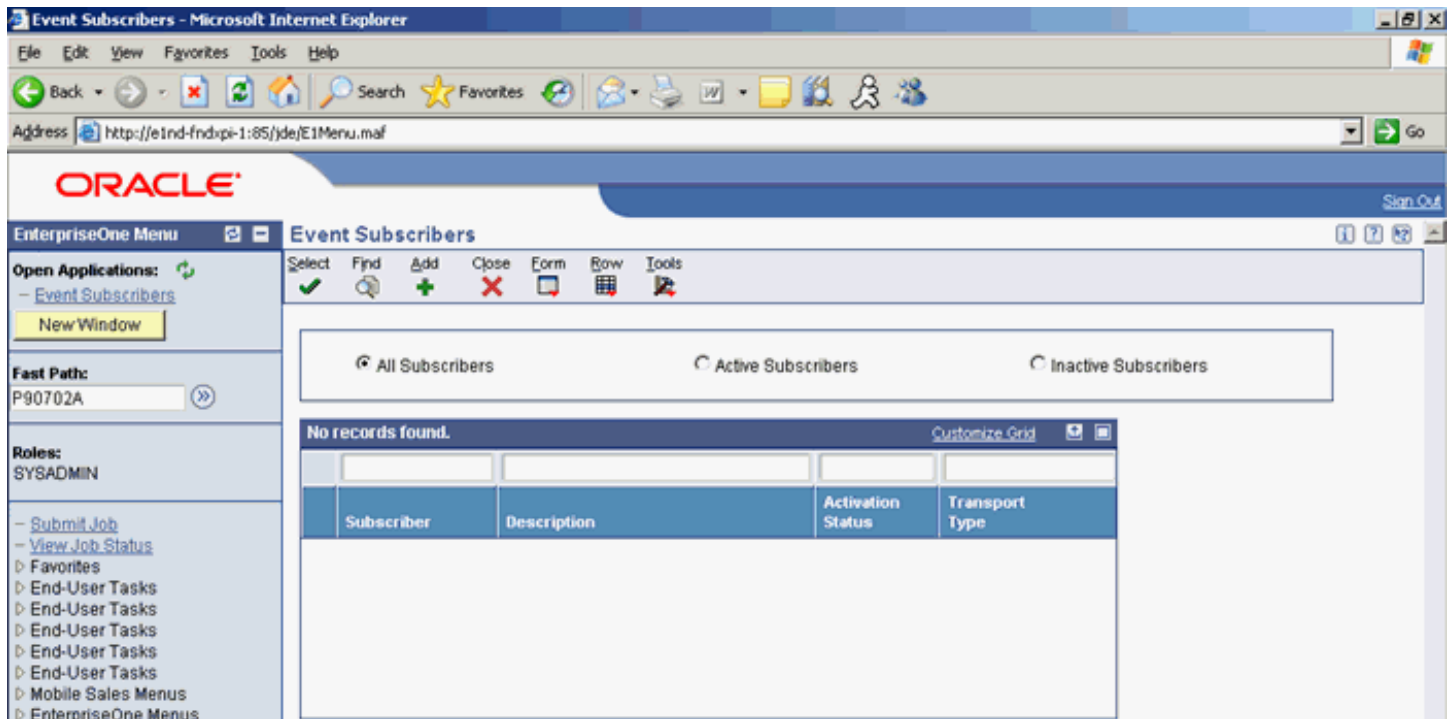 Event Subscribers - Microsoft Internet Explorer
File Edit View Favorites Tools Help
Back Search Favorites
Address http://e1nd-fndxpi-1:85/jde/E1Menu.maf Go
ORACLE
Sign Out
EnterpriseOne Menu
Event Subscribers
Open Applications:
Event Subscribers
New Window
Select Find Add Close Form Row Tools
Fast Path:
P90702A
All Subscribers Active Subscribers Inactive Subscribers
Roles:
SYSADMIN
No records found. Customize Grid
Subscriber Description Activation Status Transport Type
Submit Job
View Job Status
Favorites
End-User Tasks
End-User Tasks
End-User Tasks
End-User Tasks
End-User Tasks
Mobile Sales Menus
EnterpriseOne Menus